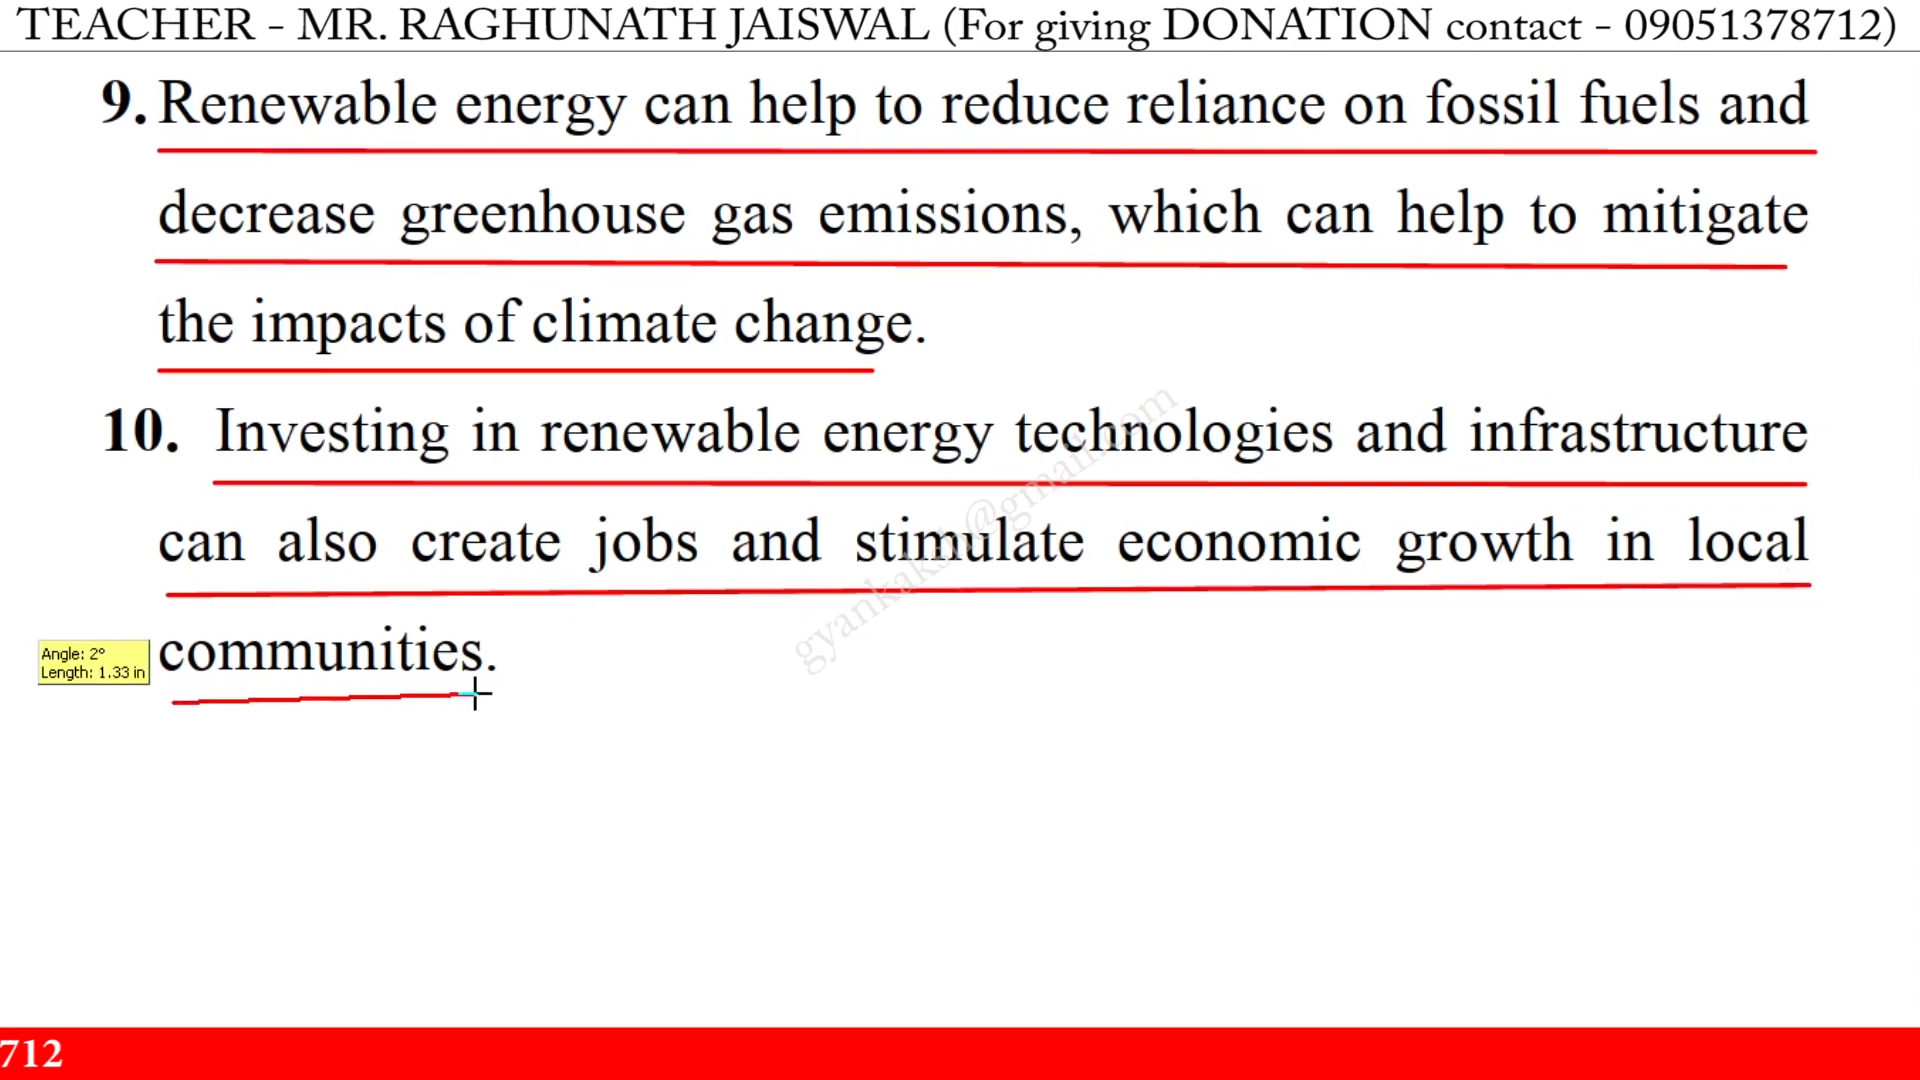 TEACHER - MR. RAGHUNATH JAISWAL (For giving DONATION contact - 09051378712)
9. Renewable energy can help to reduce reliance on fossil fuels and
decrease greenhouse gas emissions, which can help to mitigate
the impacts of climate change.
10. Investing in renewable energy technologies and infrastructure
can also create jobs and stimulate economic growth in local
communities.
Angle: 2°
Length: 1.33 in
gyankaksh@gmail.com
712